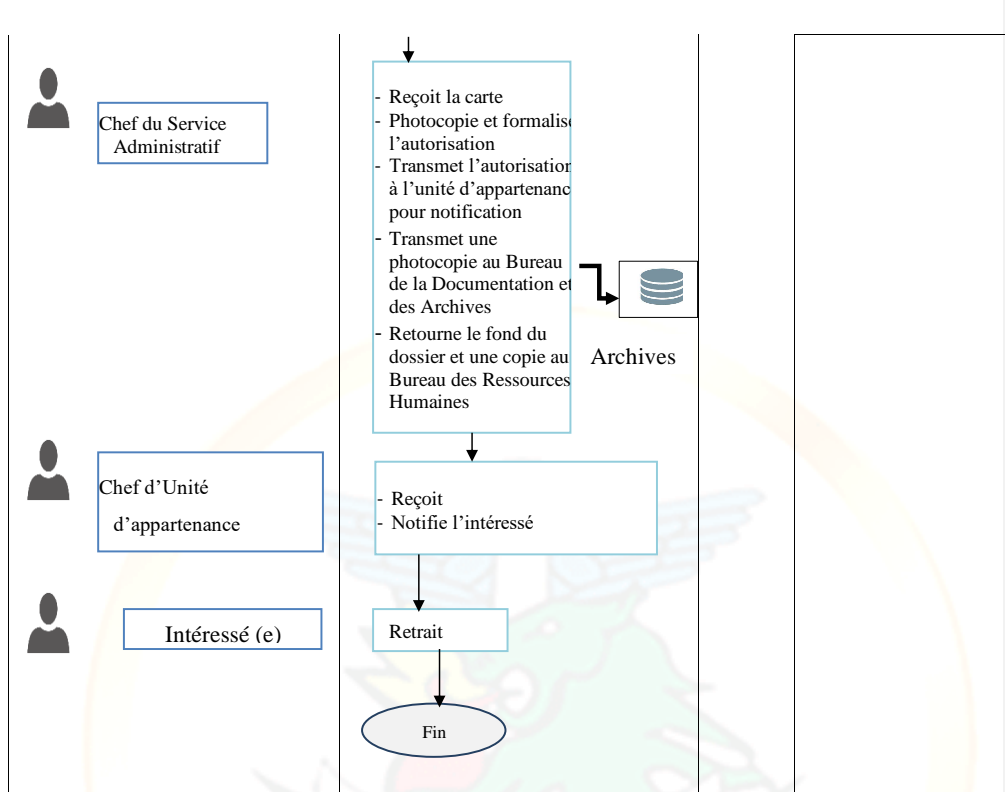 Chef du Service
Administratif
- Reçoit la carte
- Photocopie et formalise
l’autorisation
- Transmet l’autorisation
à l’unité d’appartenanc
pour notification
- Transmet une
photocopie au Bureau
de la Documentation et
des Archives
- Retourne le fond du
dossier et une copie au
Bureau des Ressources
Humaines
Archives
Chef d’Unité
d’appartenance
- Reçoit
- Notifie l’intéressé
Intéressé (e)
Retrait
Fin